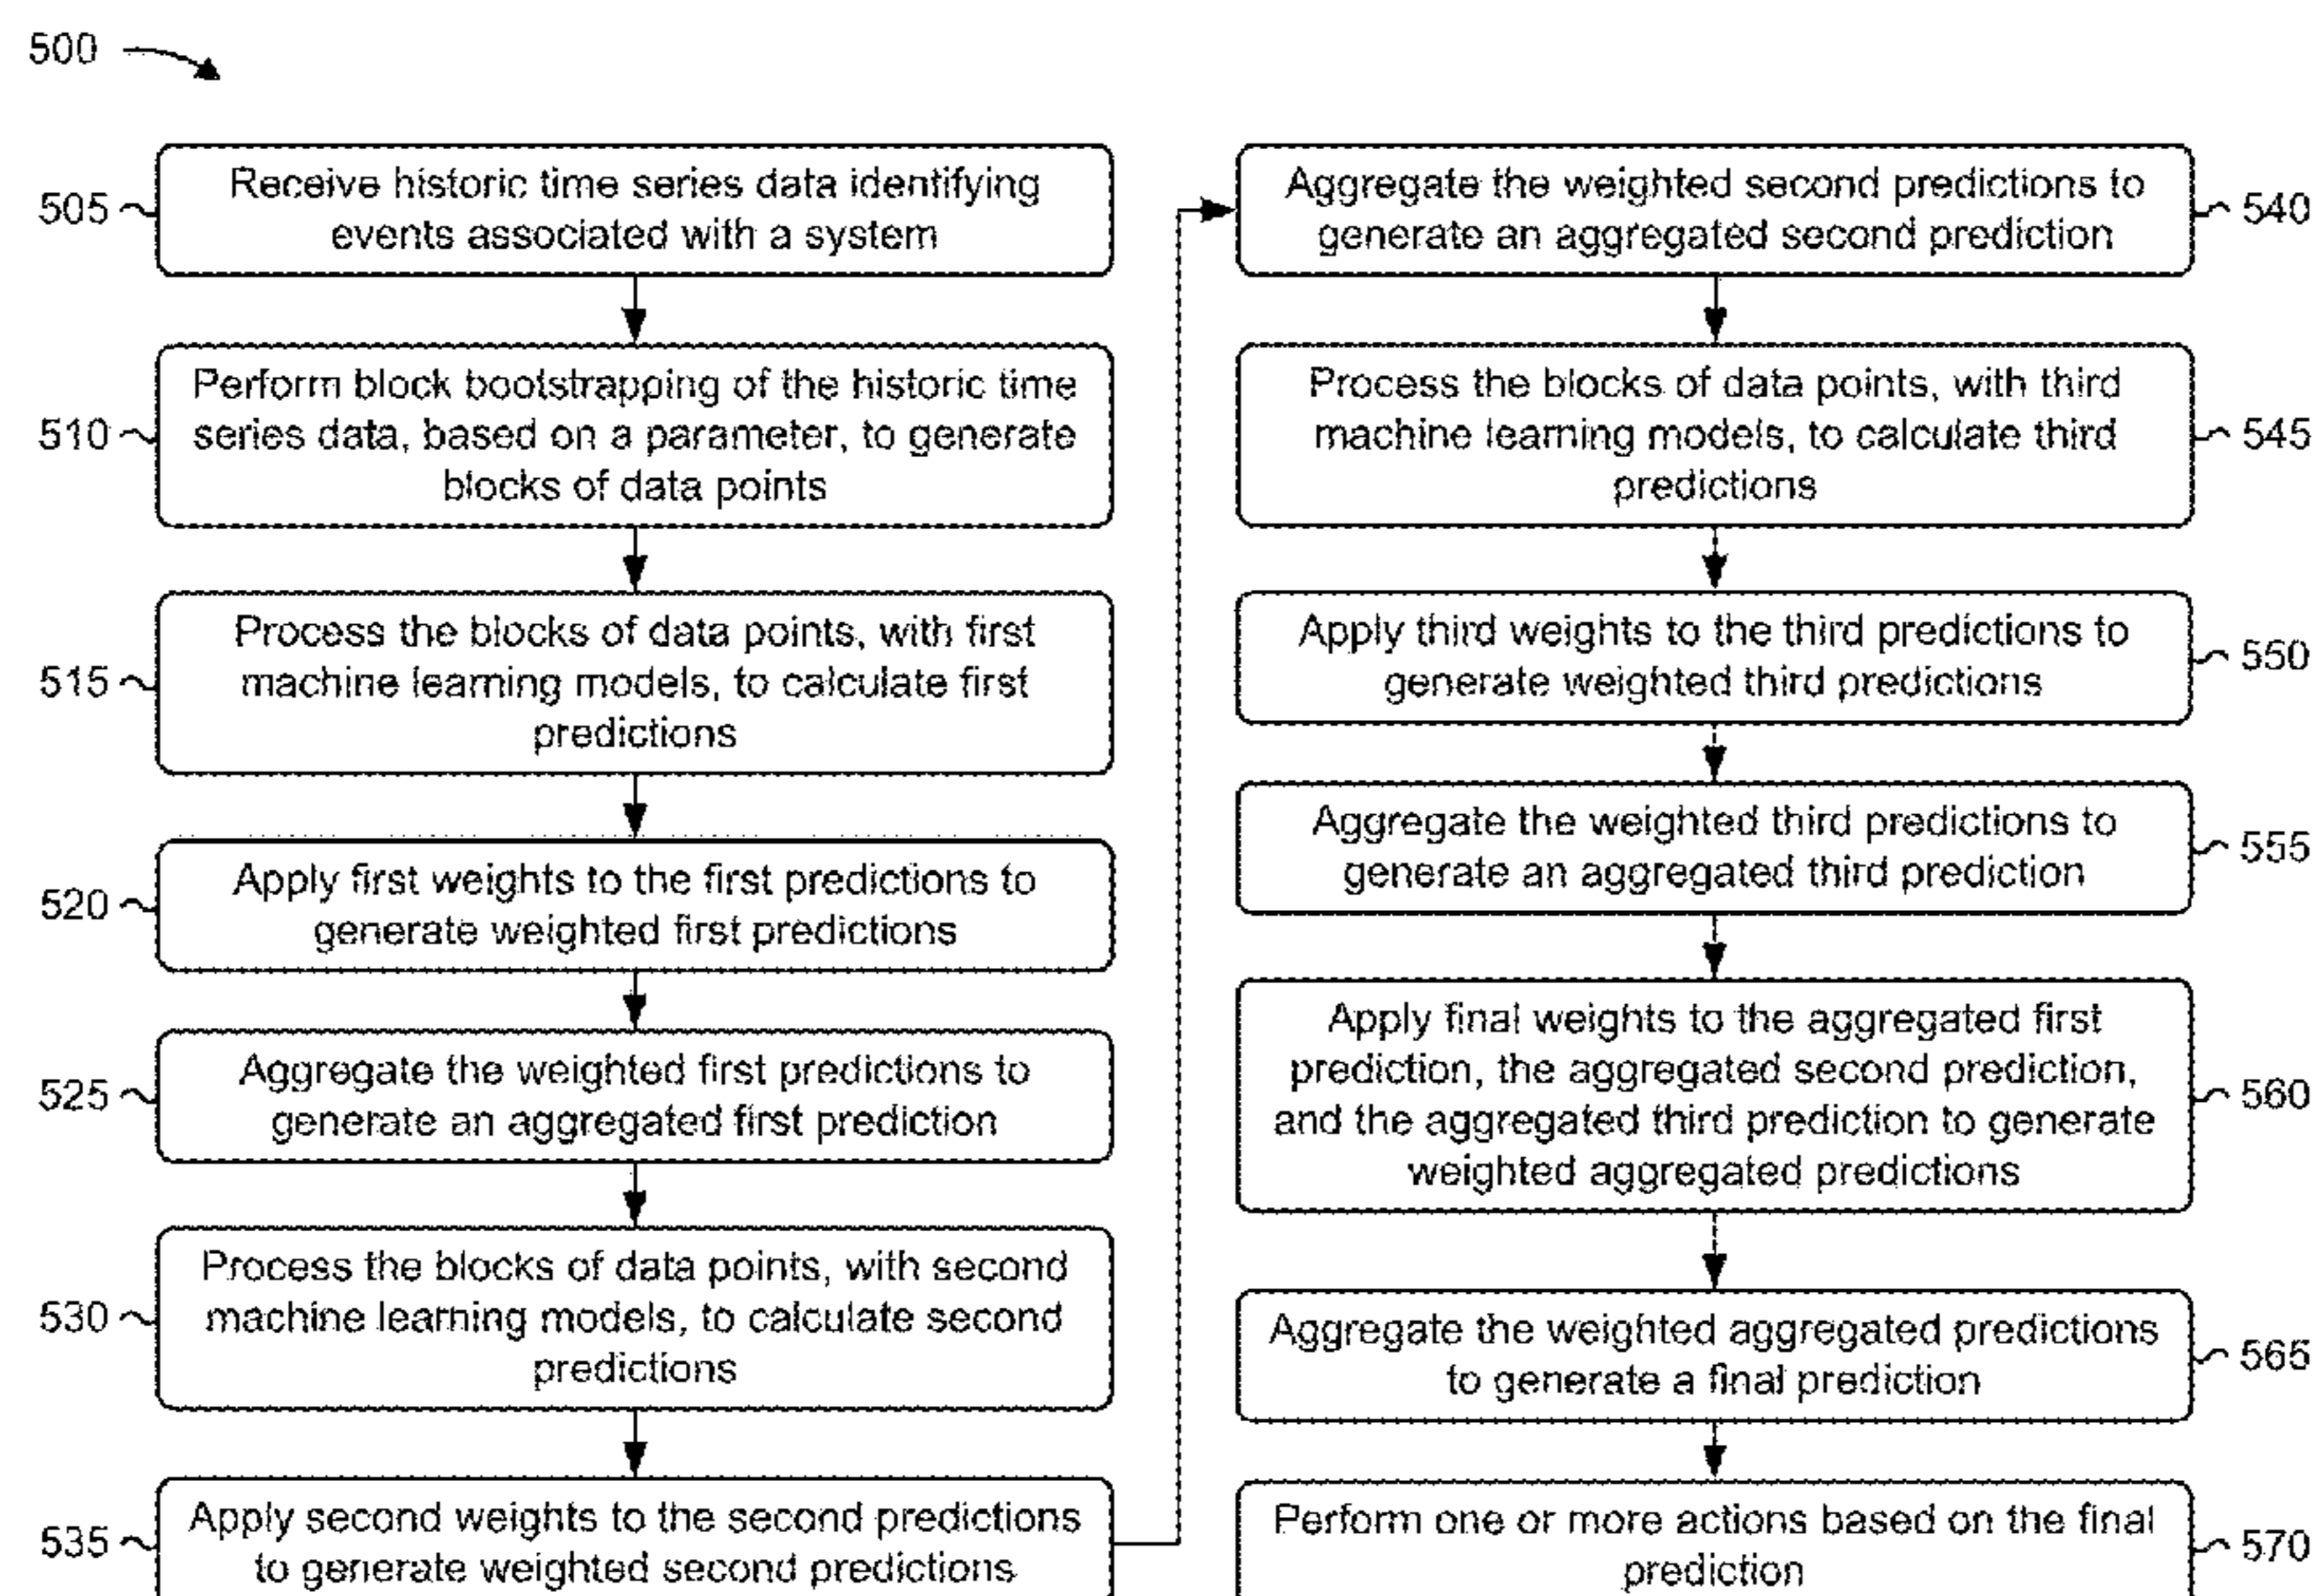 500
505
Receive historic time series data identifying
events associated with a system
510
Perform block bootstrapping of the historic time
series data, based on a parameter, to generate
blocks of data points
515
Process the blocks of data points, with first
machine learning models, to calculate first
predictions
520
Apply first weights to the first predictions to
generate weighted first predictions
525
Aggregate the weighted first predictions to
generate an aggregated first prediction
530
Process the blocks of data points, with second
machine learning models, to calculate second
predictions
535
Apply second weights to the second predictions
to generate weighted second predictions
Aggregate the weighted second predictions to
generate an aggregated second prediction
540
Process the blocks of data points, with third
machine learning models, to calculate third
predictions
545
Apply third weights to the third predictions to
generate weighted third predictions
550
Aggregate the weighted third predictions to
generate an aggregated third prediction
555
Apply final weights to the aggregated first
prediction, the aggregated second prediction,
and the aggregated third prediction to generate
weighted aggregated predictions
560
Aggregate the weighted aggregated predictions
to generate a final prediction
565
Perform one or more actions based on the final
prediction
570